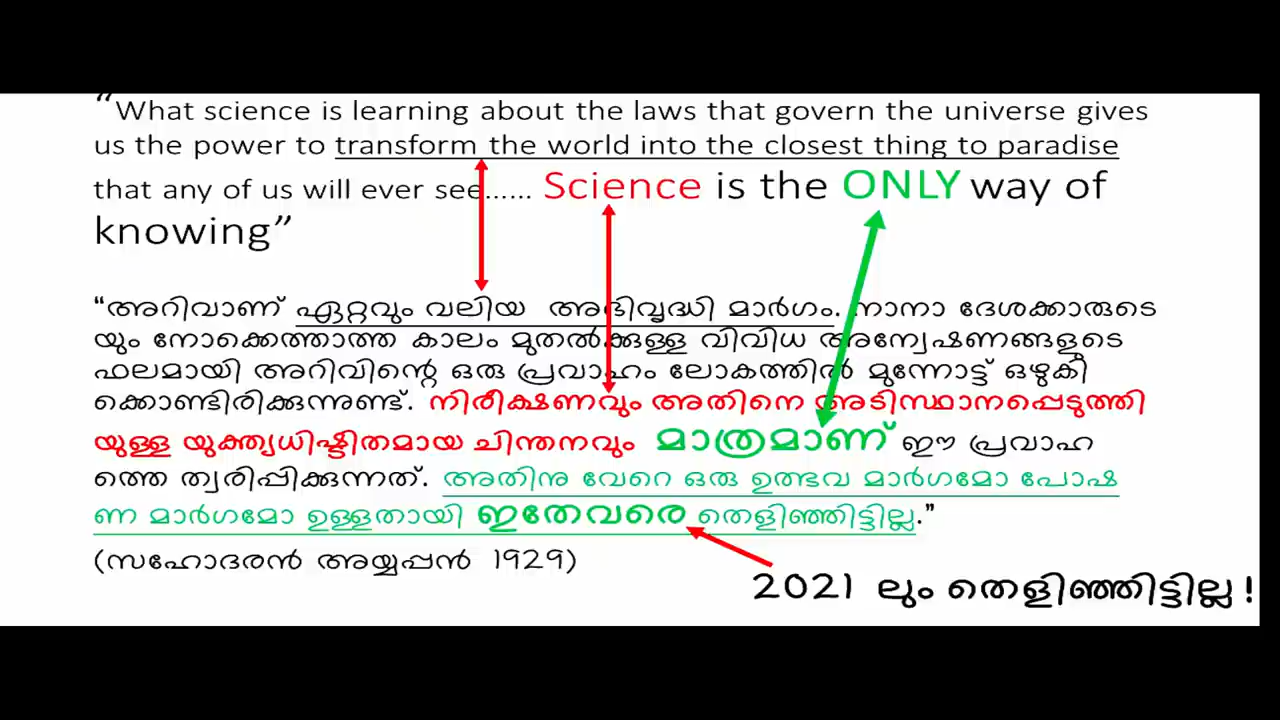 “What science is learning about the laws that govern the universe gives
us the power to transform the world into the closest thing to paradise
that any of us will ever see...... Science is the ONLY way of
knowing”
“അറിവാണ് ഏറ്റവും വലിയ അഭിവൃദ്ധി മാർഗം. നാനാ ദേശക്കാരുടെ
യും നോക്കെത്താത്ത കാലം മുതൽക്കുള്ള വിവിധ അന്വേഷണങ്ങളുടെ
ഫലമായി അറിവിന്റെ ഒരു പ്രവാഹം ലോകത്തിൽ മുന്നോട്ട് ഒഴുകി
ക്കൊണ്ടിരിക്കുന്നുണ്ട്. നിരീക്ഷണവും അതിനെ അടിസ്ഥാനപ്പെടുത്തി
യുള്ള യുക്ത്യധിഷ്ടിതമായ ചിന്തനവും മാത്രമാണ് ഈ പ്രവാഹ
ത്തെ ത്വരിപ്പിക്കുന്നത്. അതിനു വേറെ ഒരു ഉത്ഭവ മാർഗമോ പോഷ
ണ മാർഗമോ ഉള്ളതായി ഇതേവരെ തെളിഞ്ഞിട്ടില്ല.”
(സഹോദരൻ അയ്യപ്പൻ 1929)
2021 ലും തെളിഞ്ഞിട്ടില്ല !